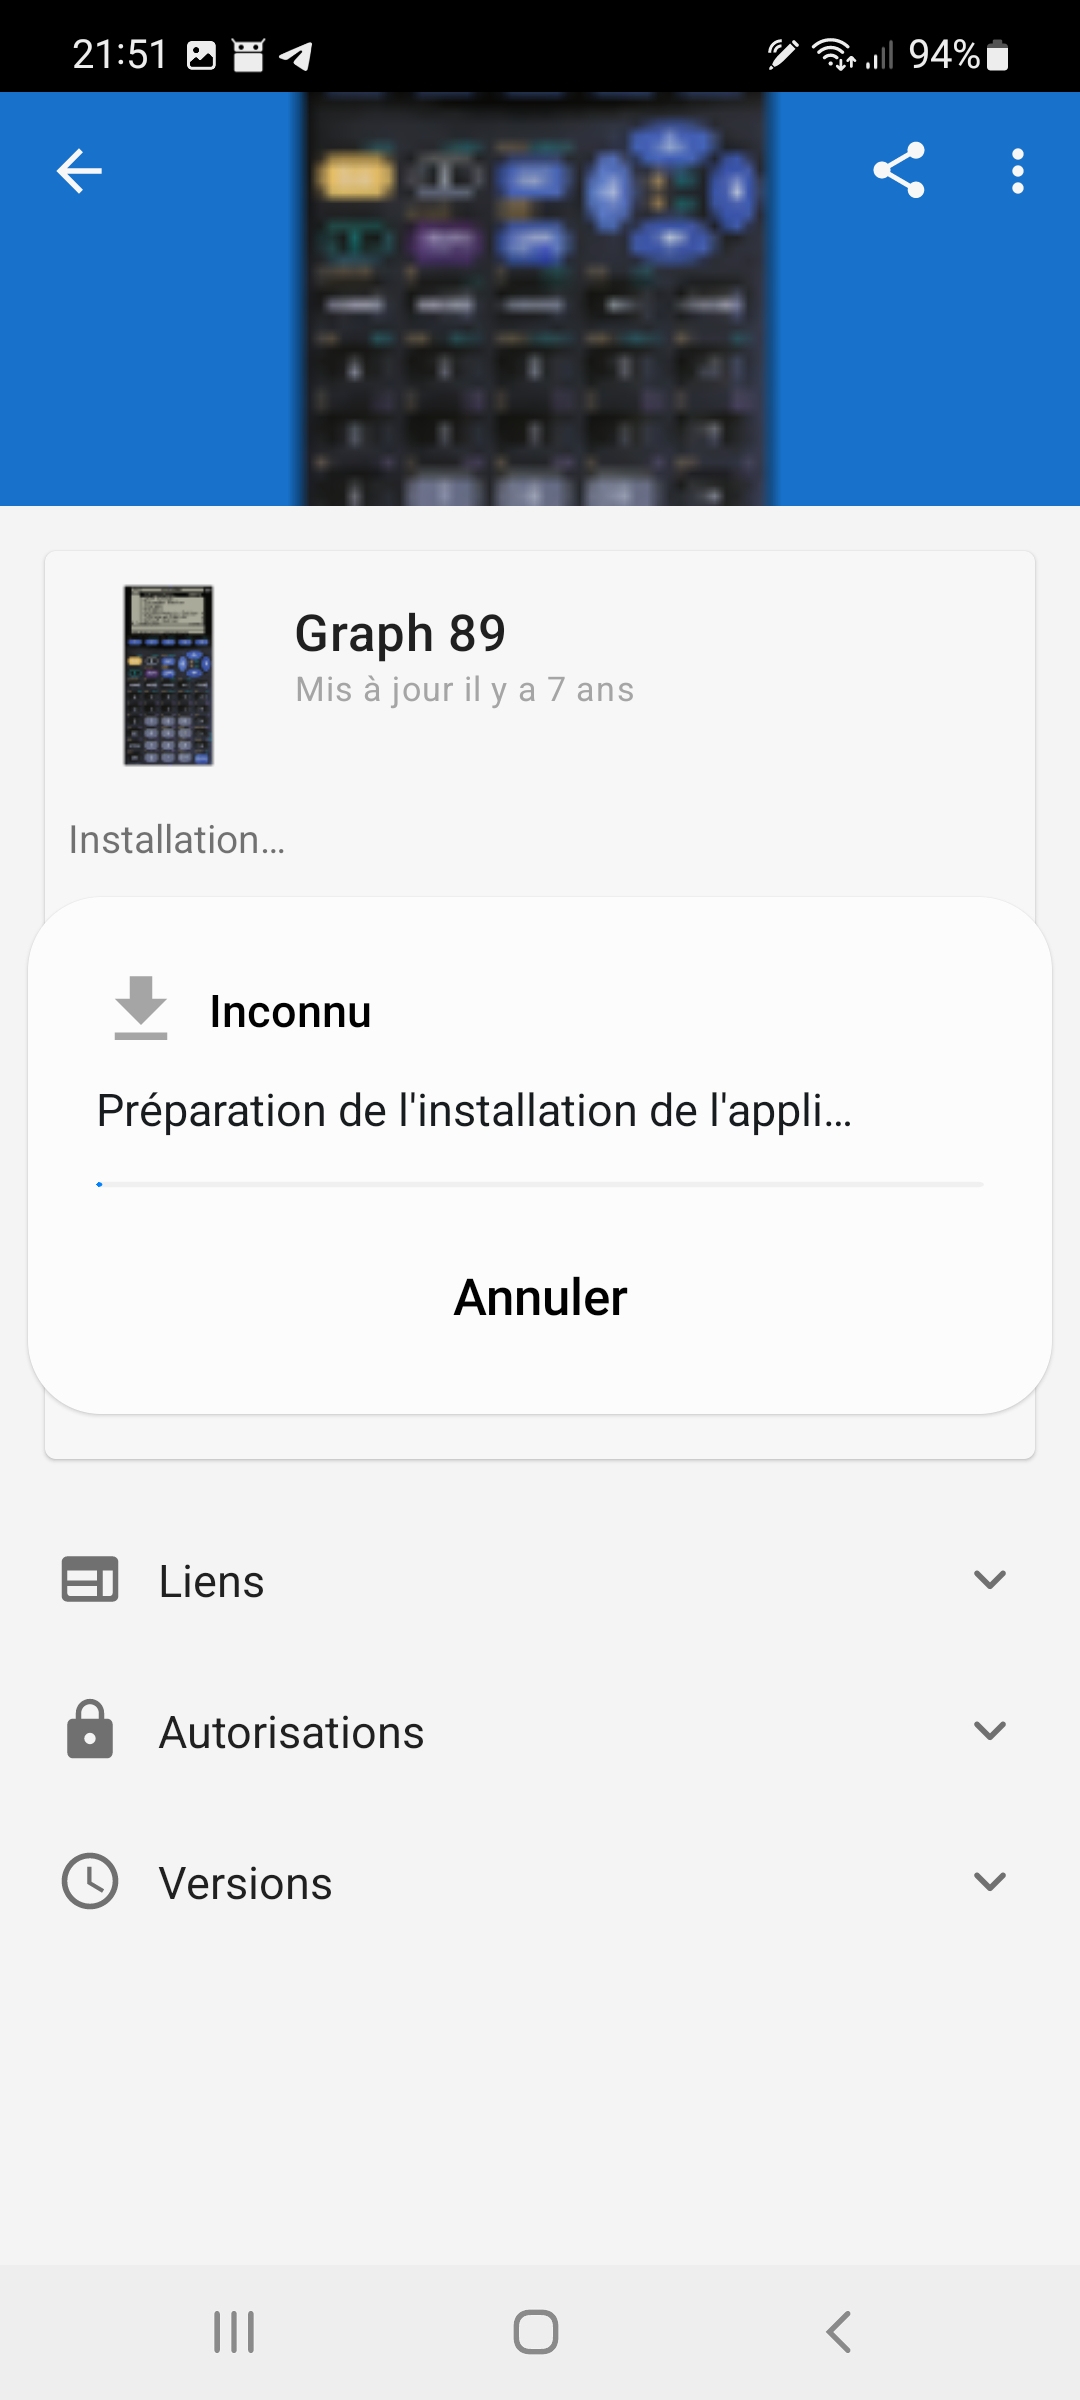 21:51
94%
Graph 89
Mis à jour il y a 7 ans
Installation…
Inconnu
Préparation de l'installation de l'appli…
Annuler
Liens
Autorisations
Versions